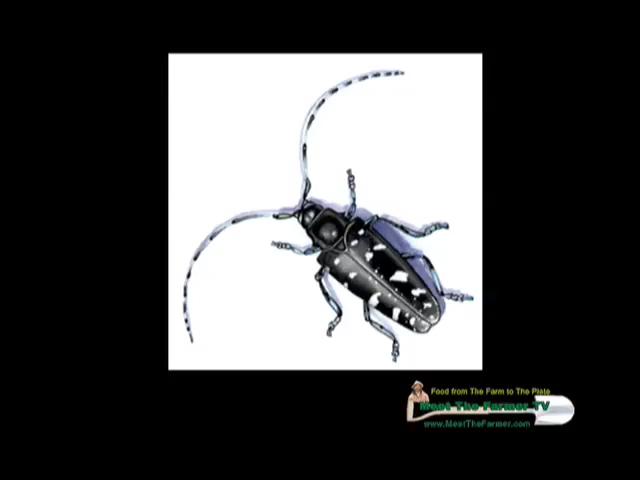 Food from The Farm to The Plate
Meet The Farmer TV
www.MeetTheFarmer.com